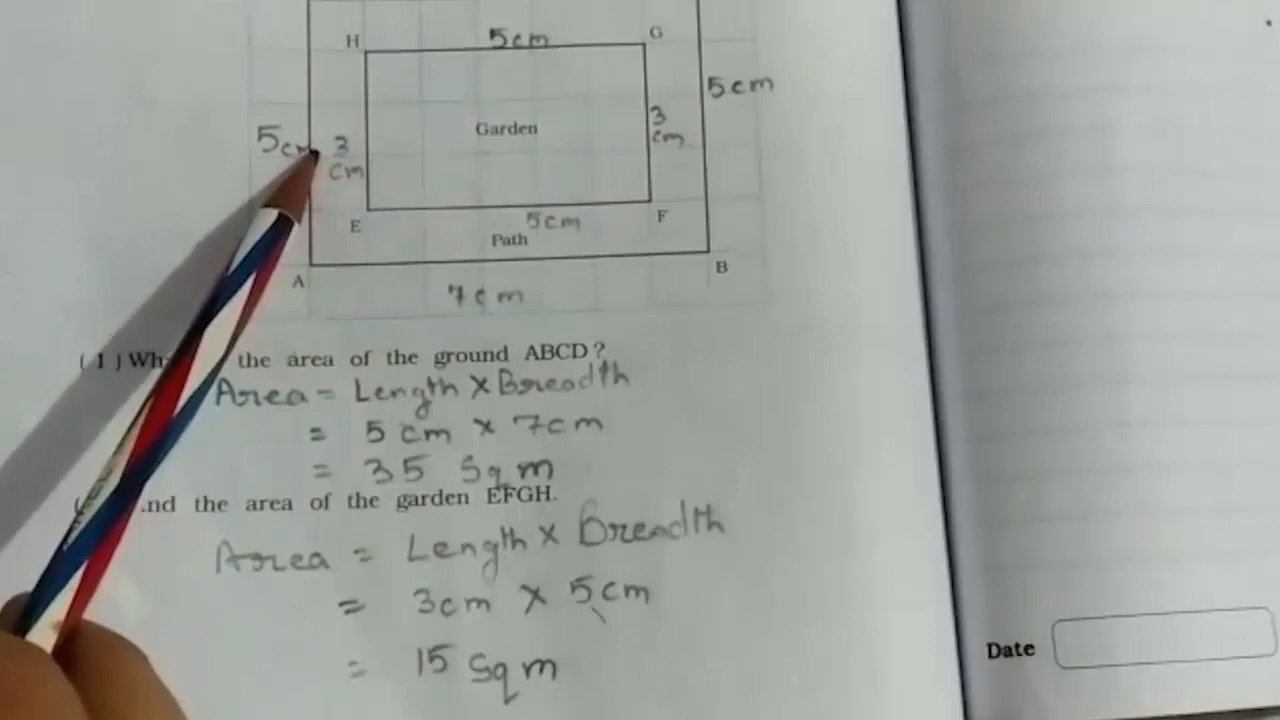 H 5cm G
5cm
5cm 3 cm Garden 3 cm
E 5cm F
Path
A B
7cm
(1) the area of the ground ABCD?
Area = Length × Breadth
= 5 cm × 7cm
= 35 Sq m
nd the area of the garden EFGH.
Area = Length × Breadth
= 3cm × 5cm
= 15 Sq m
Date